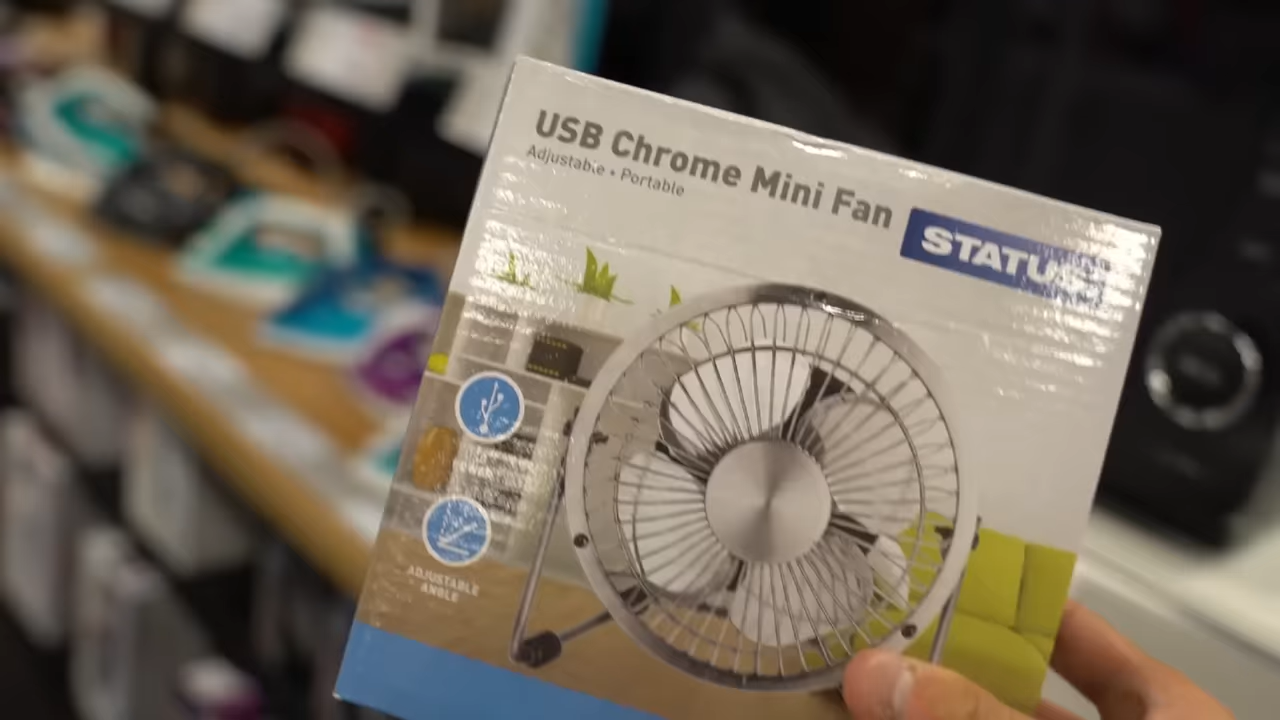 USB Chrome Mini Fan
Adjustable • Portable
STATUS
ADJUSTABLE
ANGLE